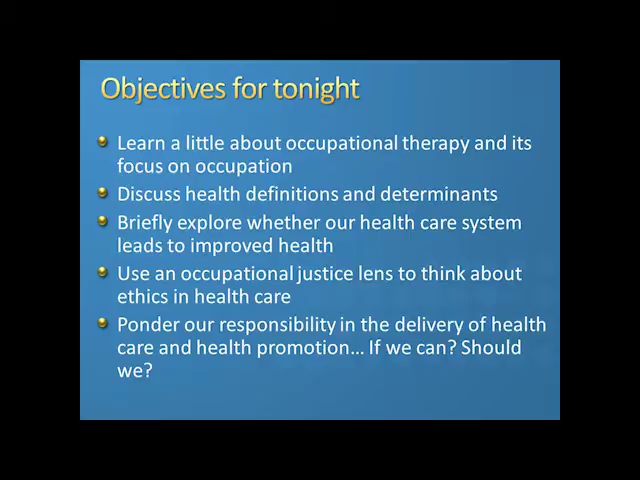 Objectives for tonight
Learn a little about occupational therapy and its
focus on occupation
Discuss health definitions and determinants
Briefly explore whether our health care system
leads to improved health
Use an occupational justice lens to think about
ethics in health care
Ponder our responsibility in the delivery of health
care and health promotion... If we can? Should
we?